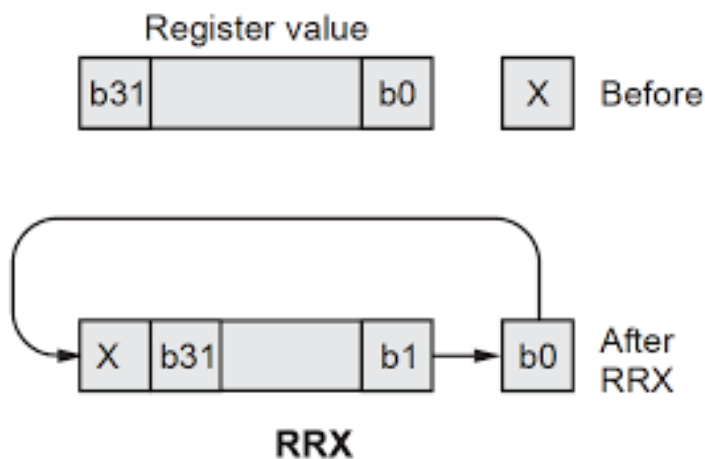 Register value
b31 b0 X Before
X b31 b1 b0 After
RRX
RRX